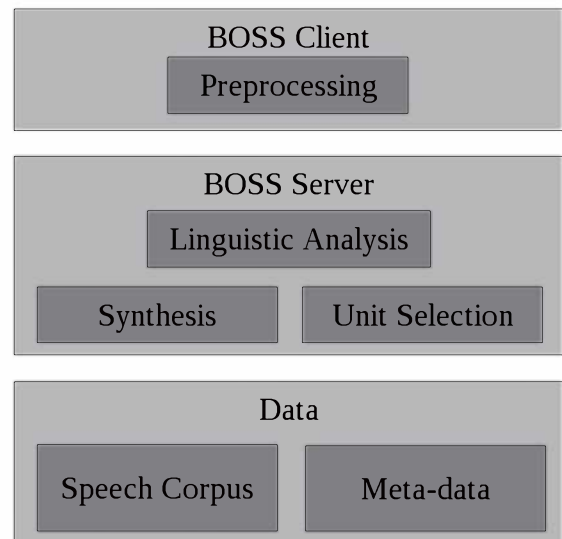 BOSS Client
Preprocessing
BOSS Server
Linguistic Analysis
Synthesis
Unit Selection
Data
Speech Corpus
Meta-data